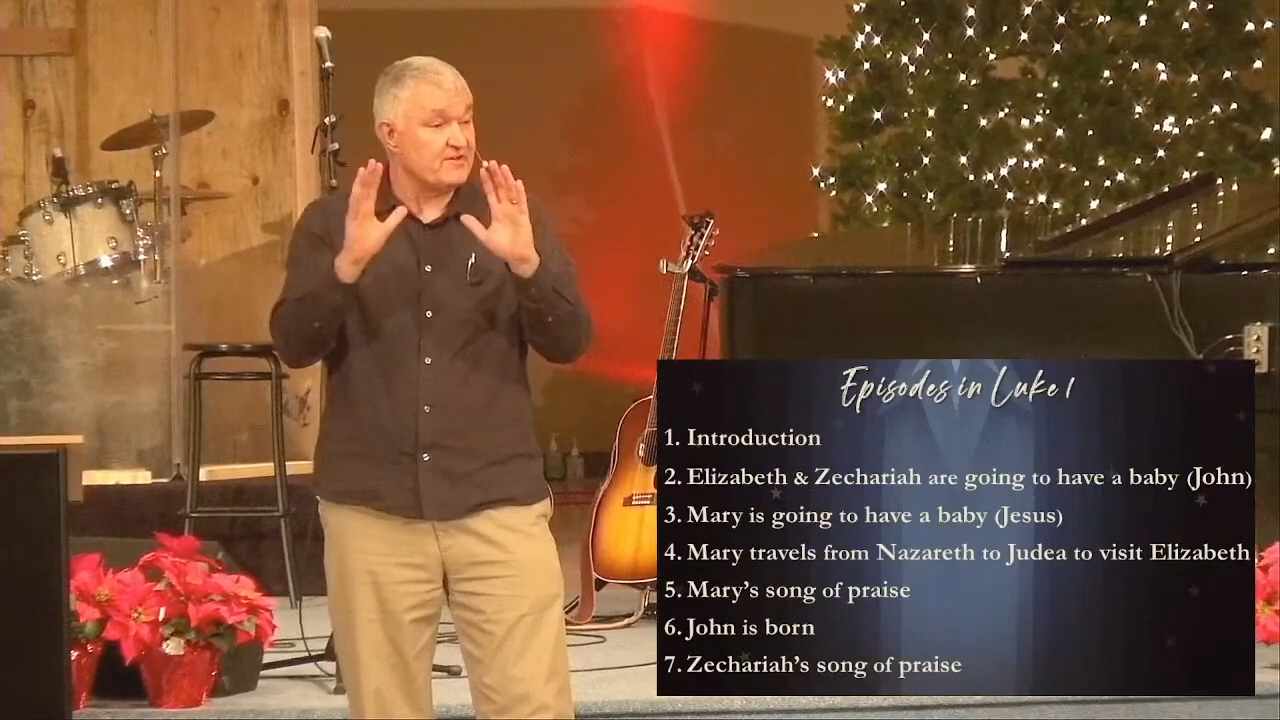 Episodes in Luke 1
1. Introduction
2. Elizabeth & Zechariah are going to have a baby (John)
3. Mary is going to have a baby (Jesus)
4. Mary travels from Nazareth to Judea to visit Elizabeth
5. Mary's song of praise
6. John is born
7. Zechariah's song of praise